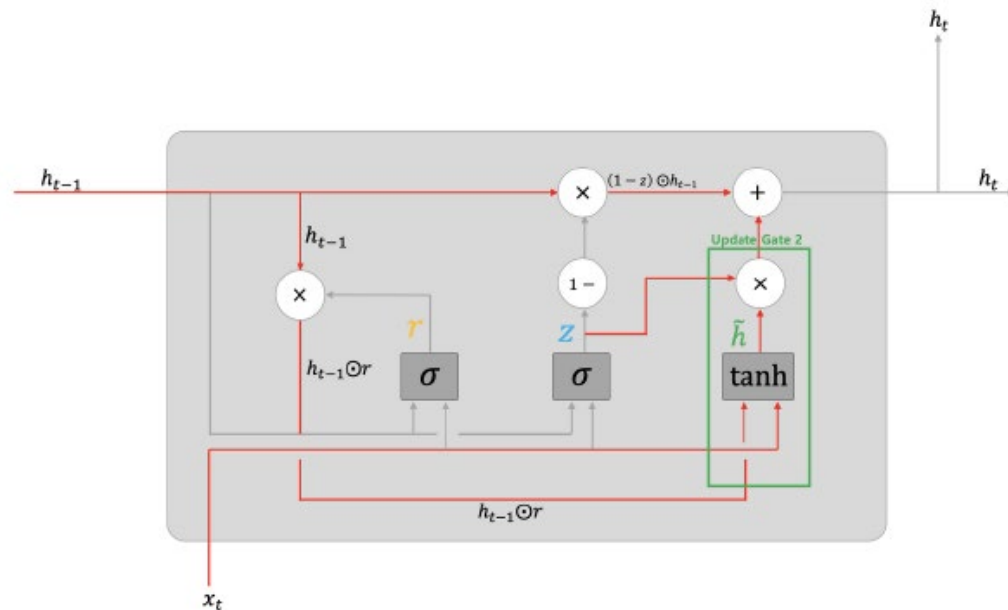 h_t
h_{t-1}
×
(1 − z) ⊙ h_{t-1}
+
h_t
h_{t-1}
Update Gate 2
×
1 −
×
r
z
h̃
h_{t-1}⊙r
σ
σ
tanh
h_{t-1}⊙r
x_t